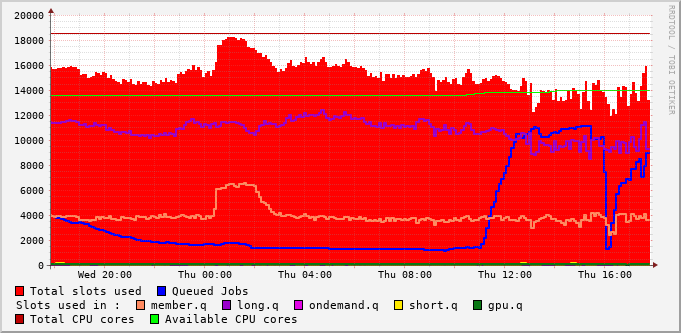 20000
18000
16000
14000
12000
10000
8000
6000
4000
2000
0
Wed 20:00 Thu 00:00 Thu 04:00 Thu 08:00 Thu 12:00 Thu 16:00
RRDTOOL / TOBI OETIKER
Total slots used Queued Jobs
Slots used in : member.q long.q ondemand.q short.q gpu.q
Total CPU cores Available CPU cores